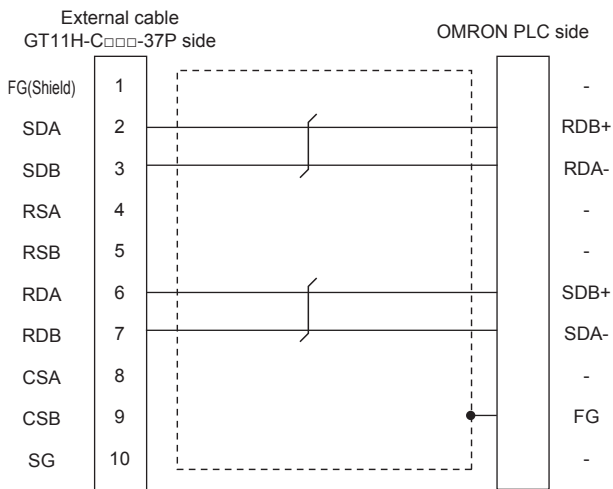 External cable
GT11H-C□□□-37P side
OMRON PLC side
FG(Shield) 1 -
SDA 2 RDB+
SDB 3 RDA-
RSA 4 -
RSB 5 -
RDA 6 SDB+
RDB 7 SDA-
CSA 8 -
CSB 9 FG
SG 10 -